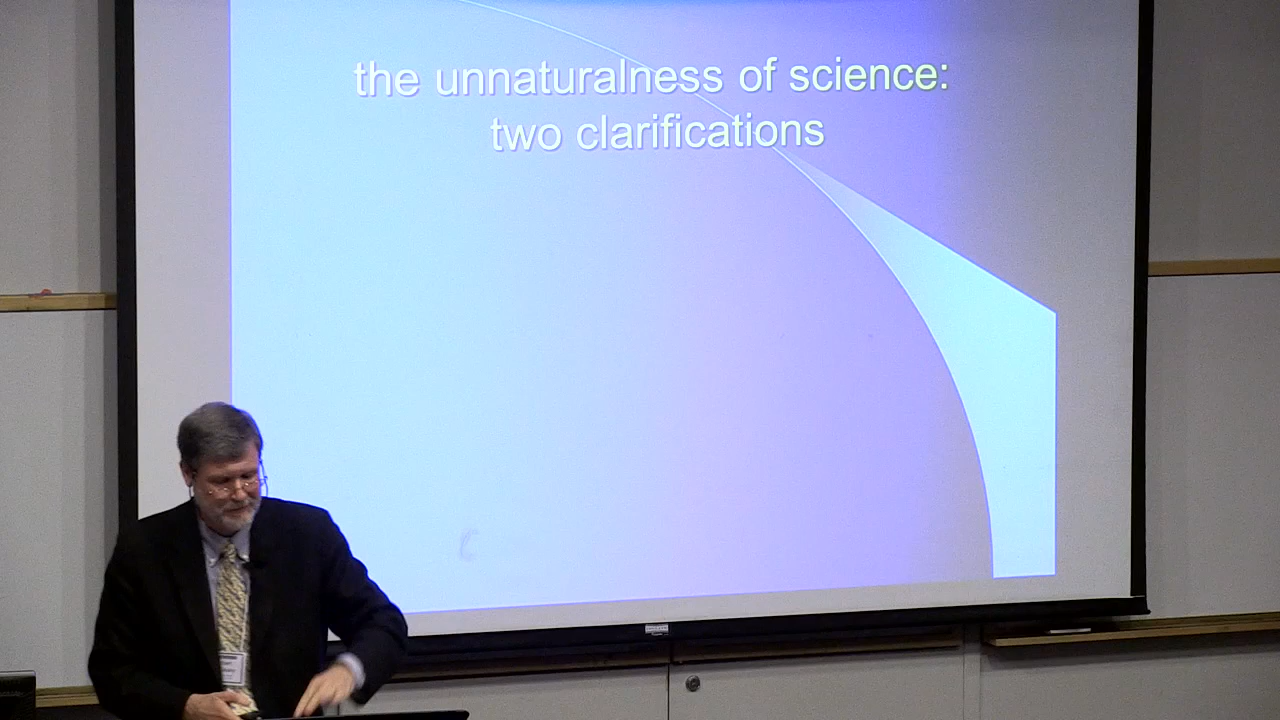 the unnaturalness of science:
two clarifications